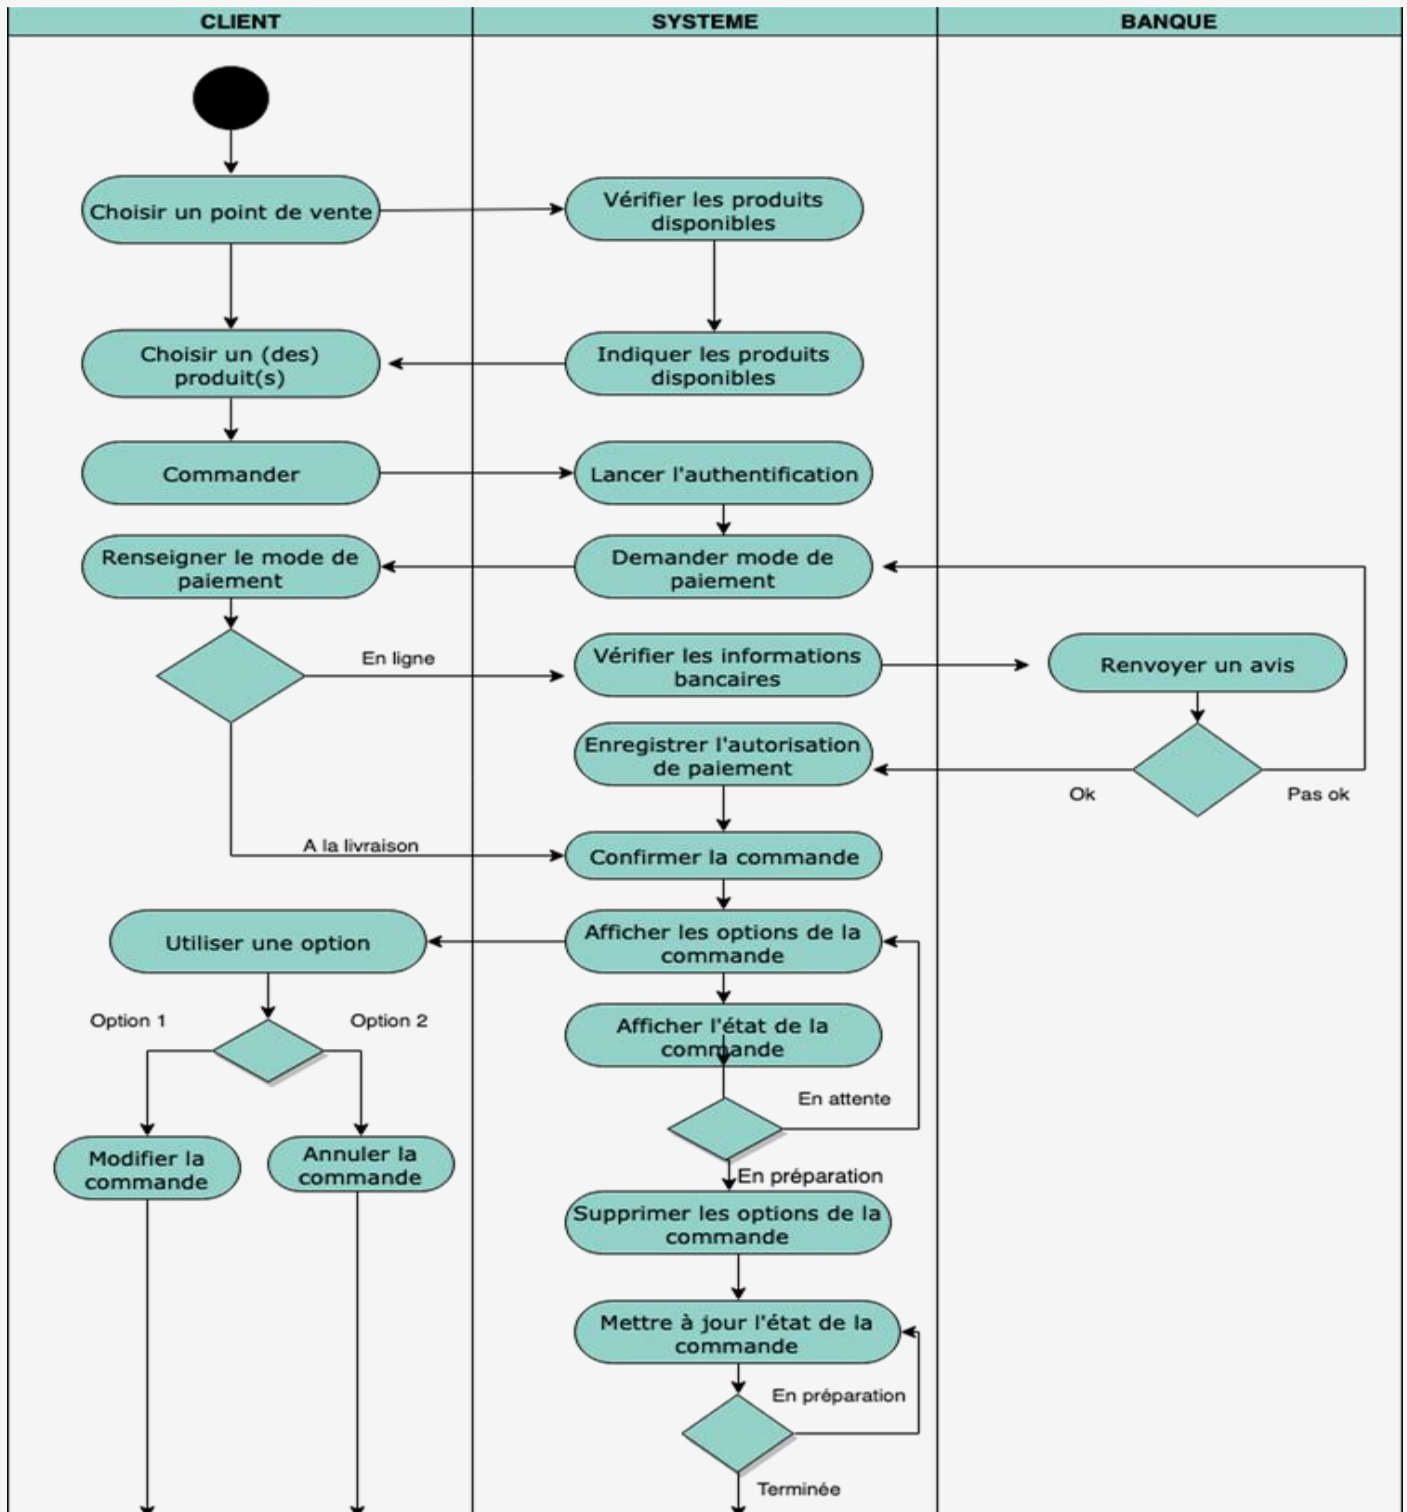 CLIENT
SYSTEME
BANQUE
Choisir un point de vente
Vérifier les produits
disponibles
Choisir un (des)
produit(s)
Indiquer les produits
disponibles
Commander
Lancer l'authentification
Renseigner le mode de
paiement
Demander mode de
paiement
En ligne
Vérifier les informations
bancaires
Renvoyer un avis
Enregistrer l'autorisation
de paiement
Ok
Pas ok
A la livraison
Confirmer la commande
Utiliser une option
Afficher les options de la
commande
Option 1
Option 2
Afficher l'état de la
commande
En attente
Modifier la
commande
Annuler la
commande
En préparation
Supprimer les options de la
commande
Mettre à jour l'état de la
commande
En préparation
Terminée